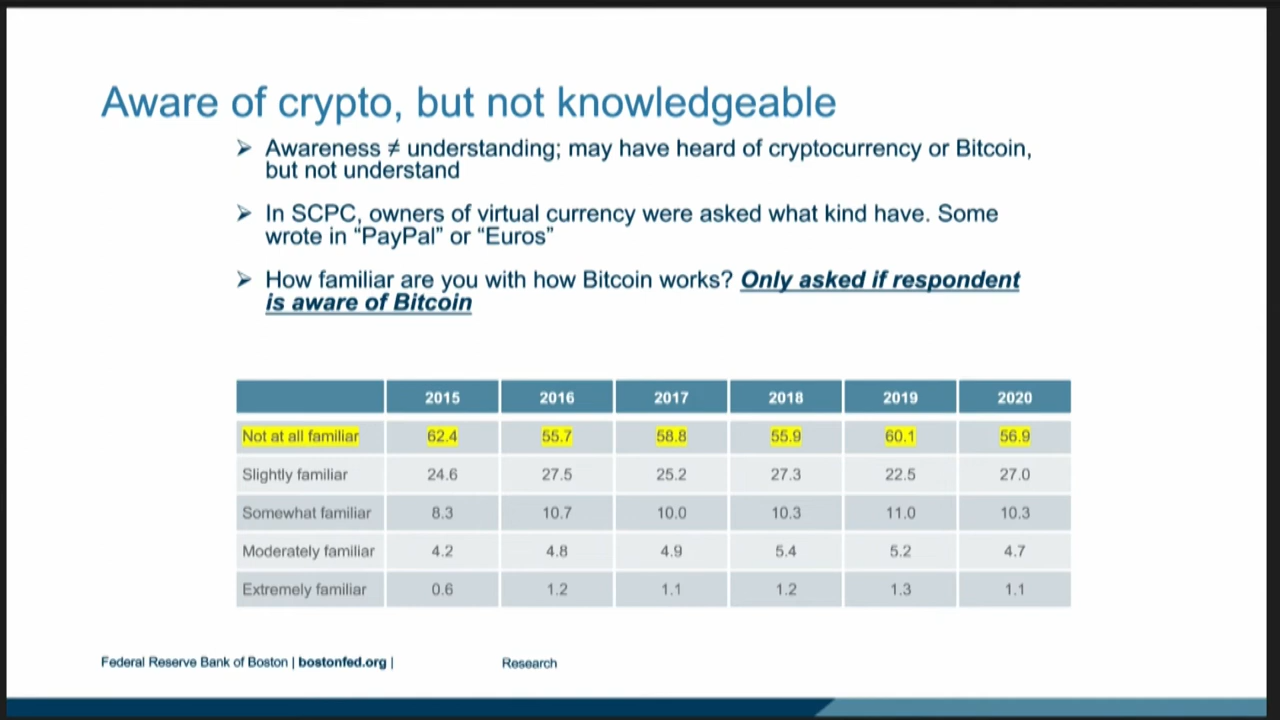 Aware of crypto, but not knowledgeable
➢ Awareness ≠ understanding; may have heard of cryptocurrency or Bitcoin,
but not understand
➢ In SCPC, owners of virtual currency were asked what kind have. Some
wrote in “PayPal” or “Euros”
➢ How familiar are you with how Bitcoin works? Only asked if respondent
is aware of Bitcoin
2015 2016 2017 2018 2019 2020
Not at all familiar 62.4 55.7 58.8 55.9 60.1 56.9
Slightly familiar 24.6 27.5 25.2 27.3 22.5 27.0
Somewhat familiar 8.3 10.7 10.0 10.3 11.0 10.3
Moderately familiar 4.2 4.8 4.9 5.4 5.2 4.7
Extremely familiar 0.6 1.2 1.1 1.2 1.3 1.1
Federal Reserve Bank of Boston | bostonfed.org | Research